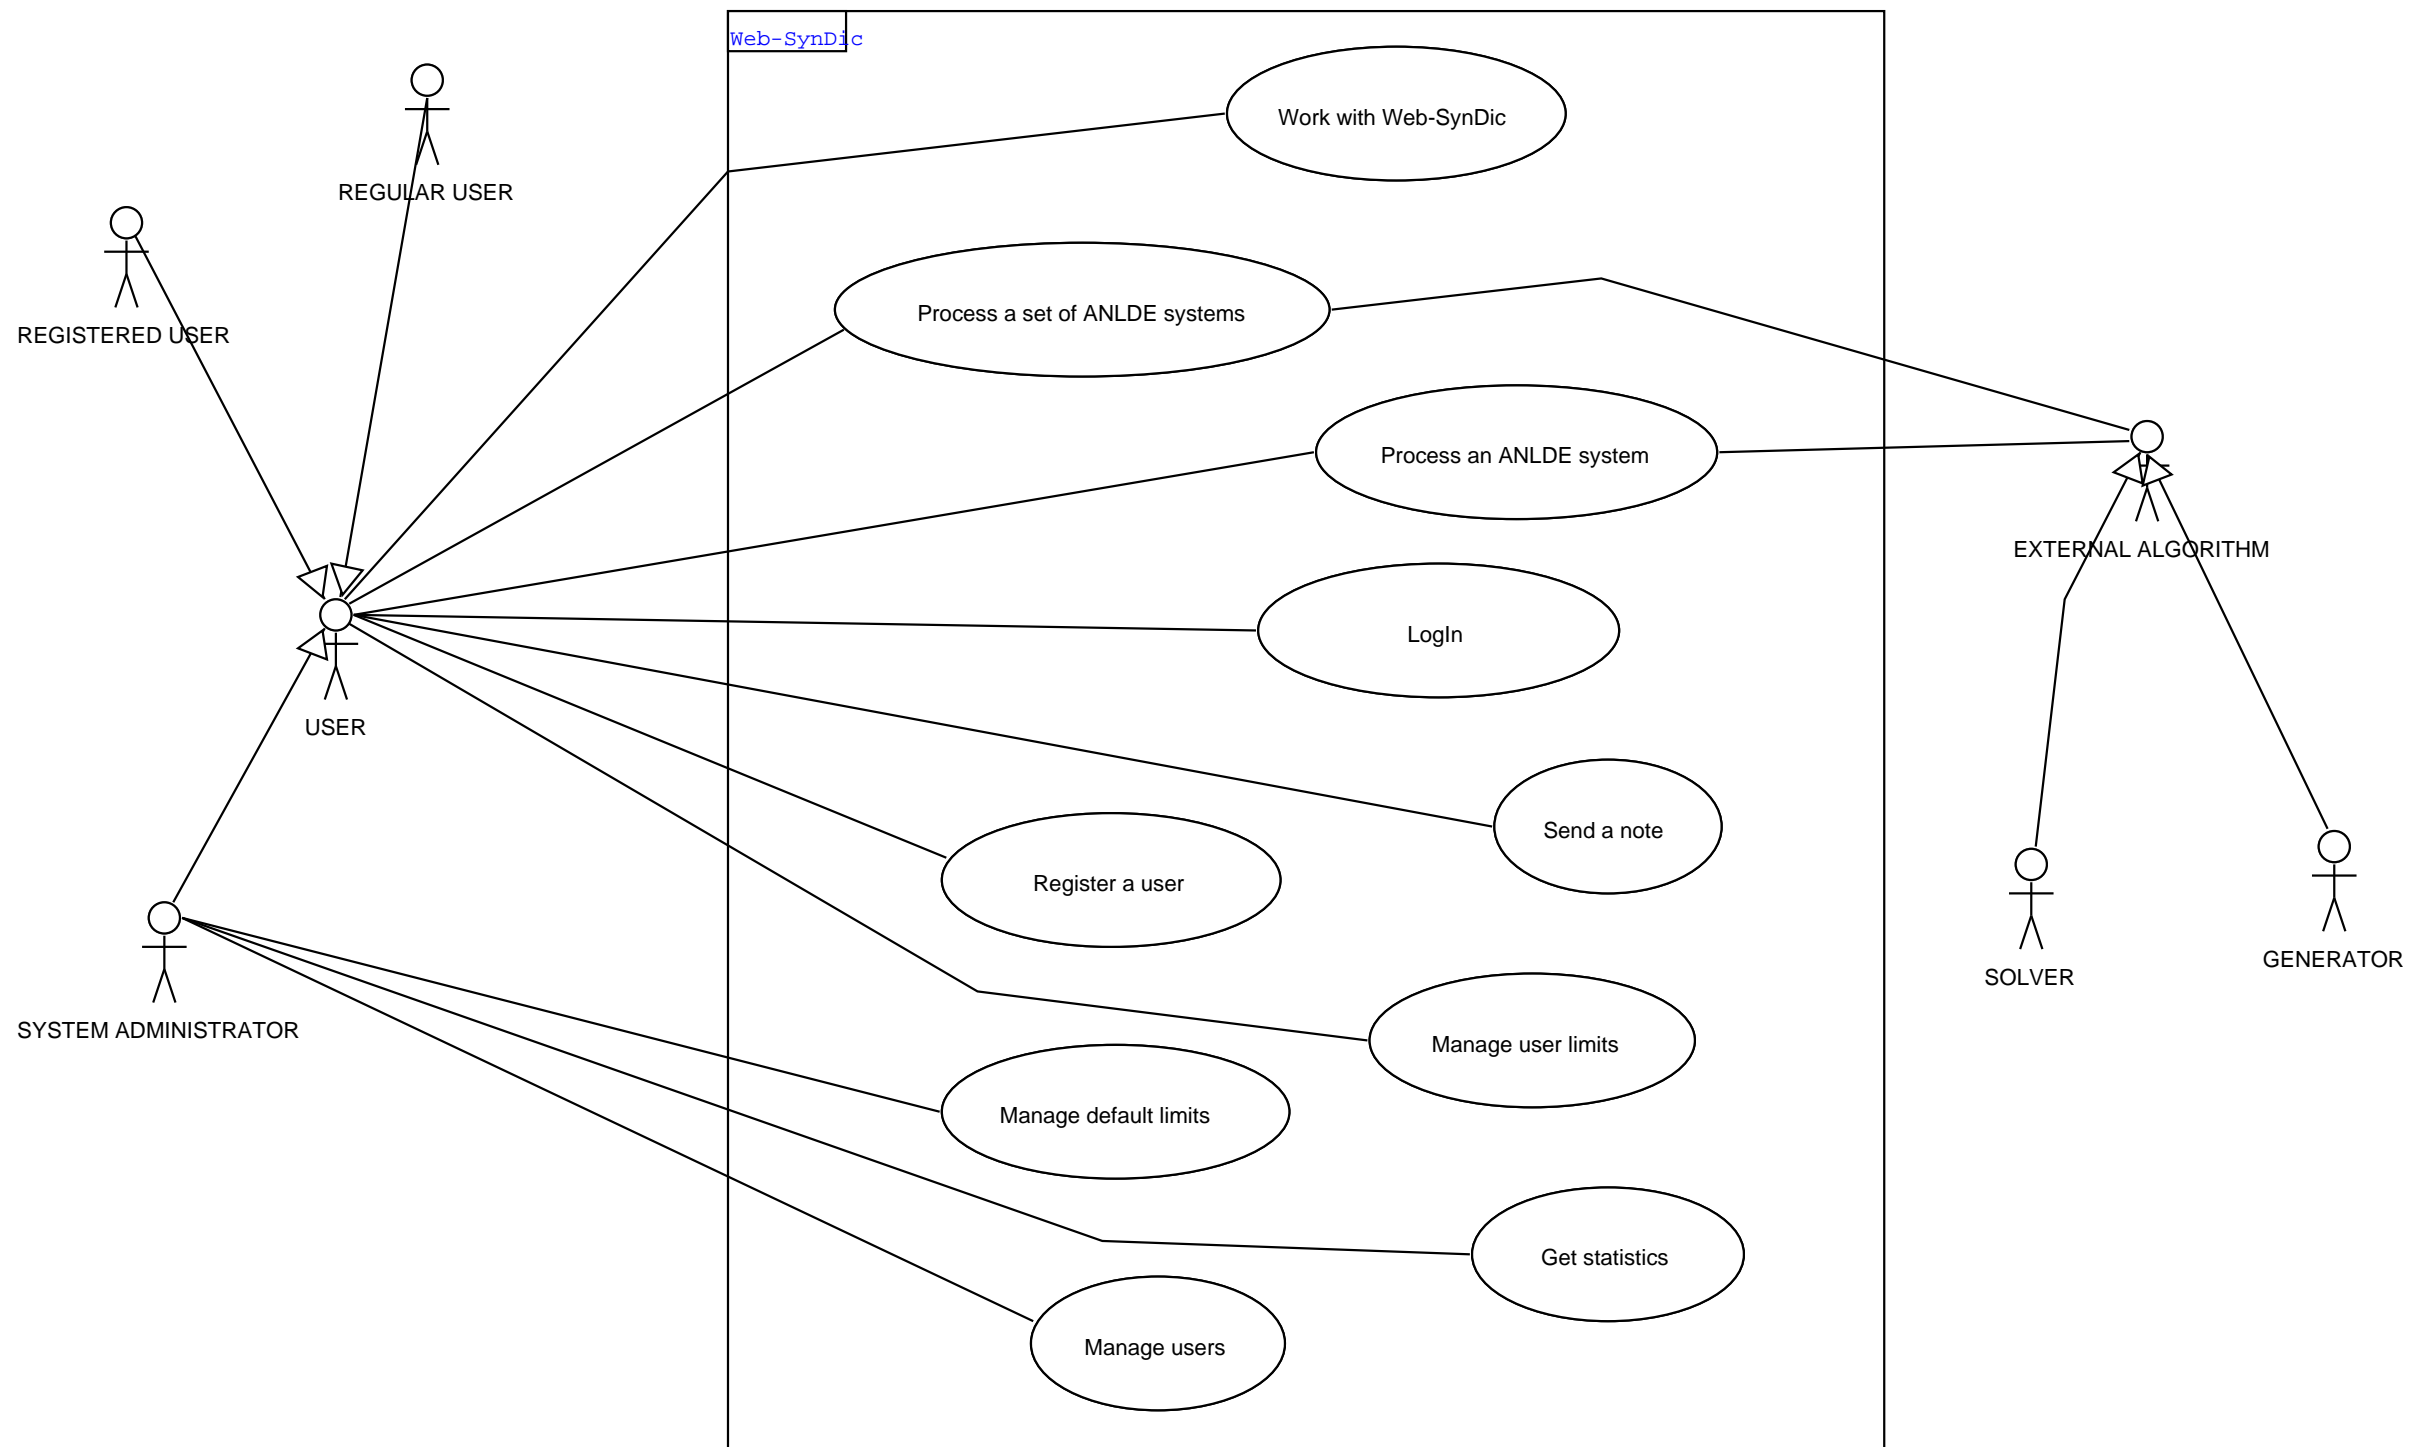 Web-SynDic
Work with Web-SynDic
REGULAR USER
Process a set of ANLDE systems
REGISTERED USER
Process an ANLDE system
EXTERNAL ALGORITHM
LogIn
USER
Send a note
Register a user
GENERATOR
SOLVER
SYSTEM ADMINISTRATOR
Manage user limits
Manage default limits
Get statistics
Manage users